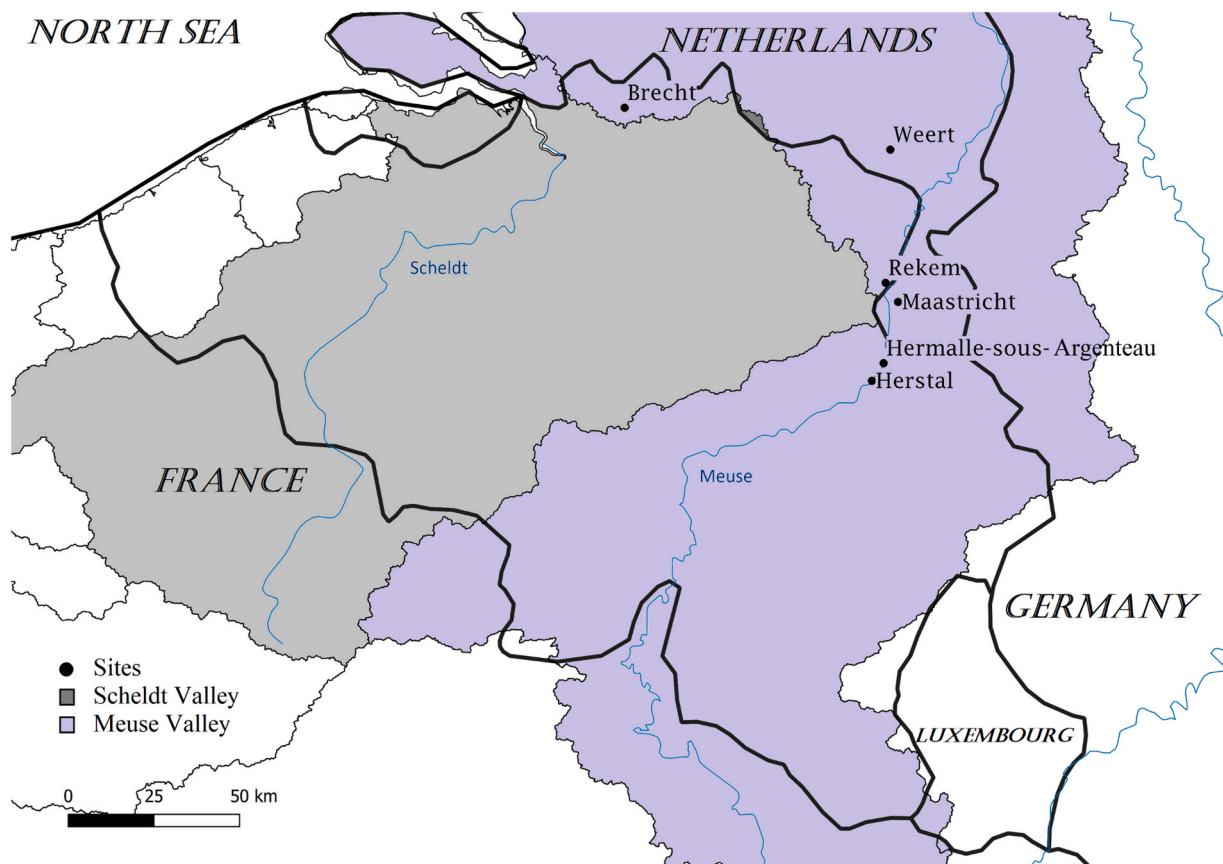 NORTH SEA
NETHERLANDS
Brecht
Weert
Scheldt
Rekem
Maastricht
Hermalle-sous-Argenteau
Herstal
FRANCE
Meuse
GERMANY
Sites
Scheldt Valley
Meuse Valley
LUXEMBOURG
0 25 50 km